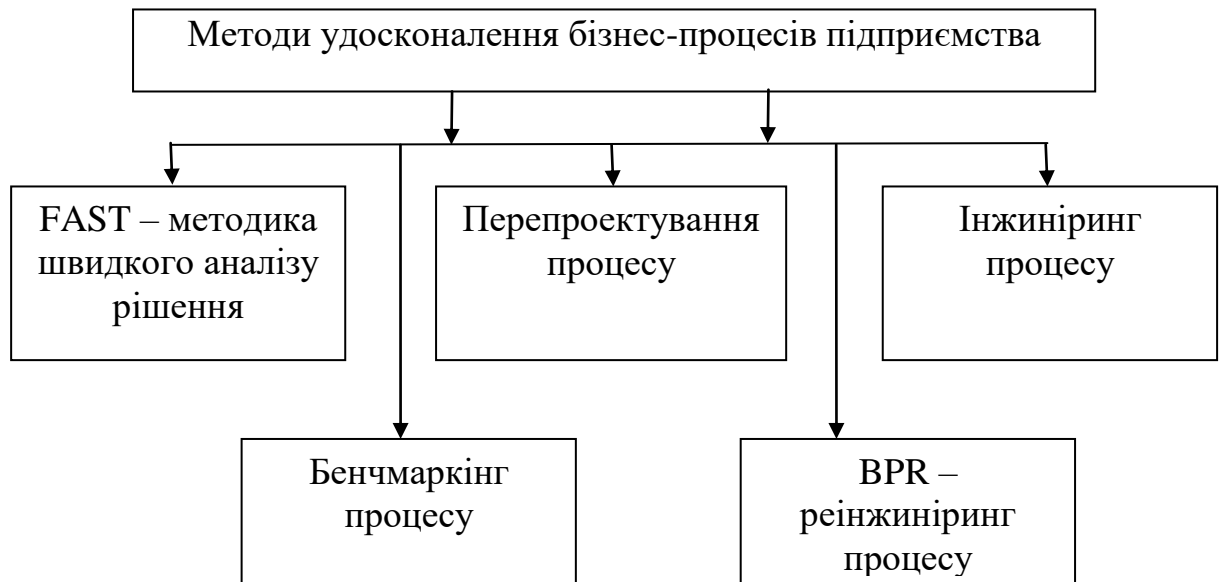 Методи удосконалення бізнес-процесів підприємства
FAST – методика
швидкого аналізу
рішення
Перепроектування
процесу
Інжиніринг
процесу
Бенчмаркінг
процесу
BPR –
реінжиніринг
процесу